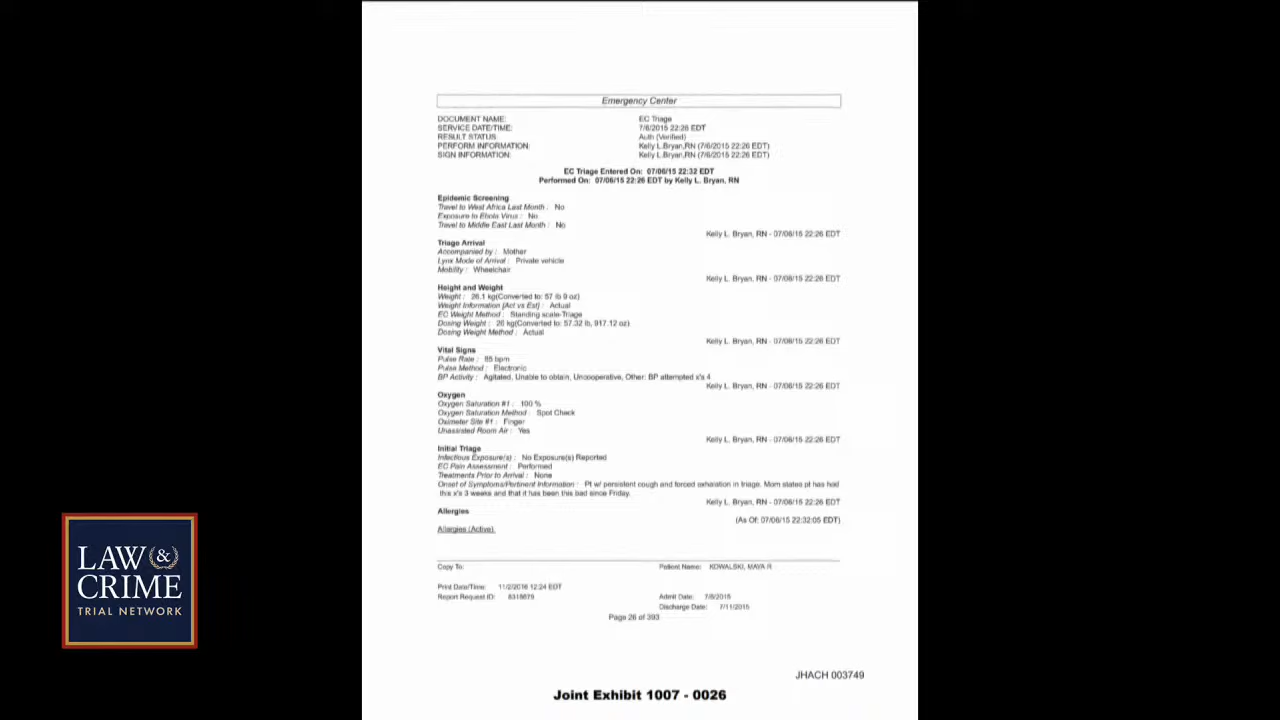 Emergency Center
DOCUMENT NAME: EC Triage
SERVICE DATE/TIME: 7/6/2015 22:26 EDT
RESULT STATUS: Auth (Verified)
PERFORM INFORMATION: Kelly L.Bryan,RN (7/6/2015 22:26 EDT)
SIGN INFORMATION: Kelly L.Bryan,RN (7/6/2015 22:26 EDT)
EC Triage Entered On: 07/06/15 22:32 EDT
Performed On: 07/06/15 22:26 EDT by Kelly L. Bryan, RN
Epidemic Screening
Travel to West Africa Last Month : No
Exposure to Ebola Virus : No
Travel to Middle East Last Month : No
Kelly L. Bryan, RN - 07/06/15 22:26 EDT
Triage Arrival
Accompanied by : Mother
Lynx Mode of Arrival : Private vehicle
Mobility : Wheelchair
Kelly L. Bryan, RN - 07/06/15 22:26 EDT
Height and Weight
Weight : 26.1 kg(Converted to: 57 lb 9 oz)
Weight Information (Act vs Est) : Actual
EC Weight Method : Standing scale-Triage
Dosing Weight : 26 kg(Converted to: 57.32 lb, 917.12 oz)
Dosing Weight Method : Actual
Kelly L. Bryan, RN - 07/06/15 22:26 EDT
Vital Signs
Pulse Rate : 85 bpm
Pulse Method : Electronic
BP Activity : Agitated, Unable to obtain, Uncooperative, Other: BP attempted x's 4
Kelly L. Bryan, RN - 07/06/15 22:26 EDT
Oxygen
Oxygen Saturation #1 : 100 %
Oxygen Saturation Method : Spot Check
Oximeter Site #1 : Finger
Unassisted Room Air : Yes
Kelly L. Bryan, RN - 07/06/15 22:26 EDT
Initial Triage
Infectious Exposure(s) : No Exposure(s) Reported
EC Pain Assessment : Performed
Treatments Prior to Arrival : None
Onset of Symptoms/Pertinent Information : Pt w/ persistent cough and forced exhalation in triage. Mom states pt has had
this x's 3 weeks and that it has been this bad since Friday.
Kelly L. Bryan, RN - 07/06/15 22:26 EDT
Allergies
(As Of: 07/06/15 22:32:05 EDT)
Allergies (Active)
Copy To: Patient Name: KOWALSKI, MAYA R
Print Date/Time: 11/2/2016 12:24 EDT
Report Request ID: 8318679 Admit Date: 7/6/2015
Discharge Date: 7/11/2015
Page 26 of 393
JHACH 003749
Joint Exhibit 1007 - 0026
LAW &
CRIME
TRIAL NETWORK